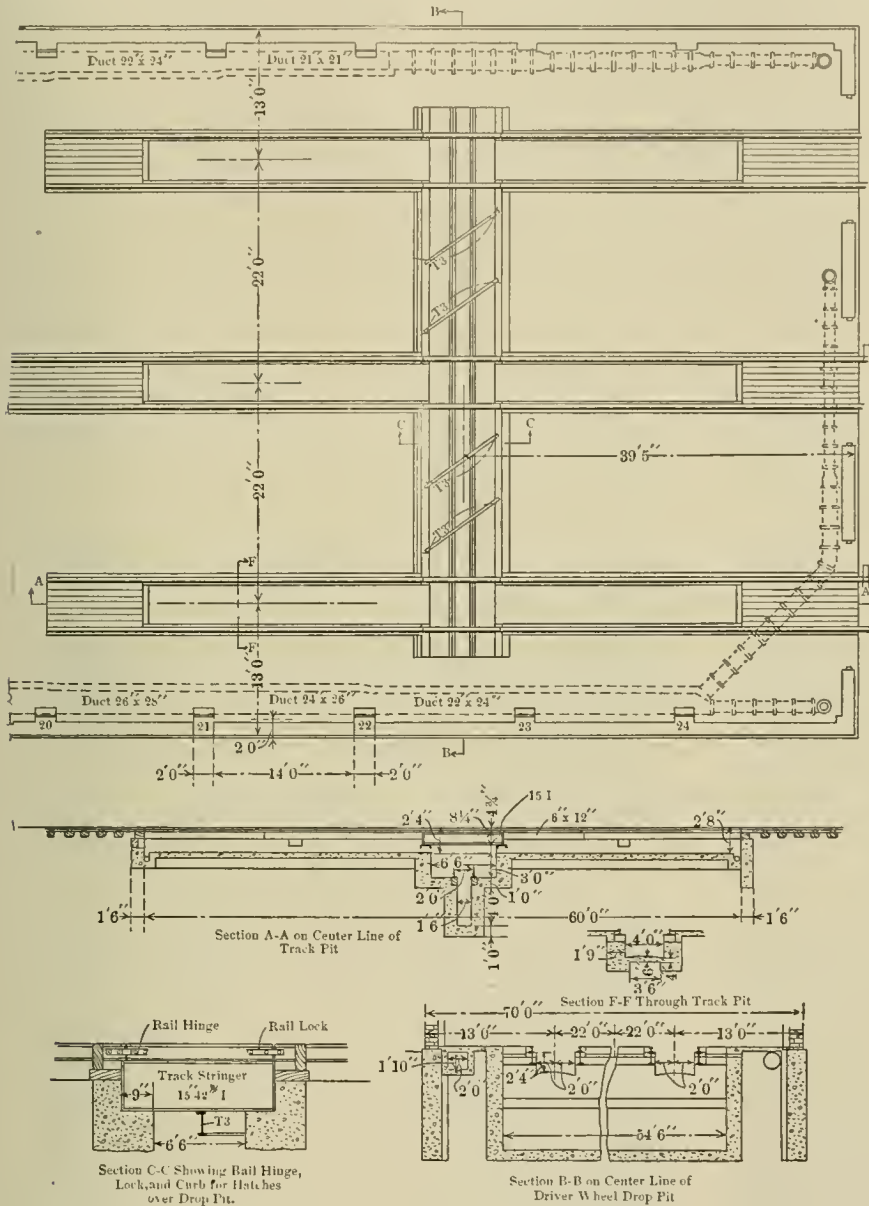 B
Duct 22" x 24"
Duct 21" x 21"
13'0"
T3
22'0"
T3
C
C
39'5"
22'0"
T3
T3
F
A
A
F
13'0"
Duct 26" x 28"
Duct 24" x 26"
Duct 22" x 24"
20
21
22
23
24
2'0"
B
2'0"
14'0"
2'0"
4¾"
15 I
8¼"
6" x 12"
2'4"
2'8"
6'6"
3'0"
2'0"
1'0"
1'6"
1'6"
60'0"
1'6"
1'0"
Section A-A on Center Line of
Track Pit
4'0"
1'9"
6"
4"
3'6"
Section F-F Through Track Pit
Rail Hinge
Rail Lock
Track Stringer
9"
T3
6'6"
Section C-C Showing Rail Hinge,
Lock, and Curb for Hatches
over Drop Pit.
70'0"
13'0"
22'0"
22'0"
13'0"
1'10"
2'0"
2'4"
2'0"
2'0"
54'6"
Section B-B on Center Line of
Driver Wheel Drop Pit